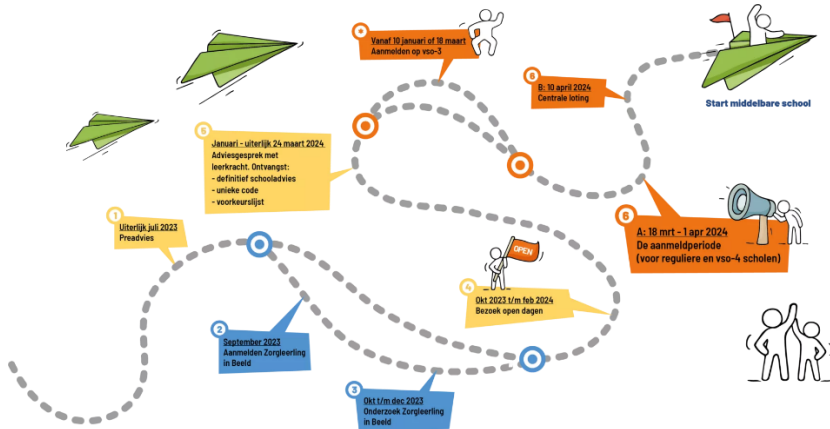 1
Uiterlijk juli 2023
Preadvies
2
September 2023
Aanmelden Zorgleerling
in Beeld
3
Okt t/m dec 2023
Onderzoek Zorgleerling
in Beeld
4
Okt 2023 t/m feb 2024
Bezoek open dagen
OPEN
5
Januari - uiterlijk 24 maart 2024
Adviesgesprek met
leerkracht. Ontvangst:
- definitief schooladvies
- unieke code
- voorkeurslijst
*
Vanaf 10 januari of 18 maart
Aanmelden op vso-3
6
A: 18 mrt - 1 apr 2024
De aanmeldperiode
(voor reguliere en vso-4 scholen)
6
B: 10 april 2024
Centrale loting
Start middelbare school